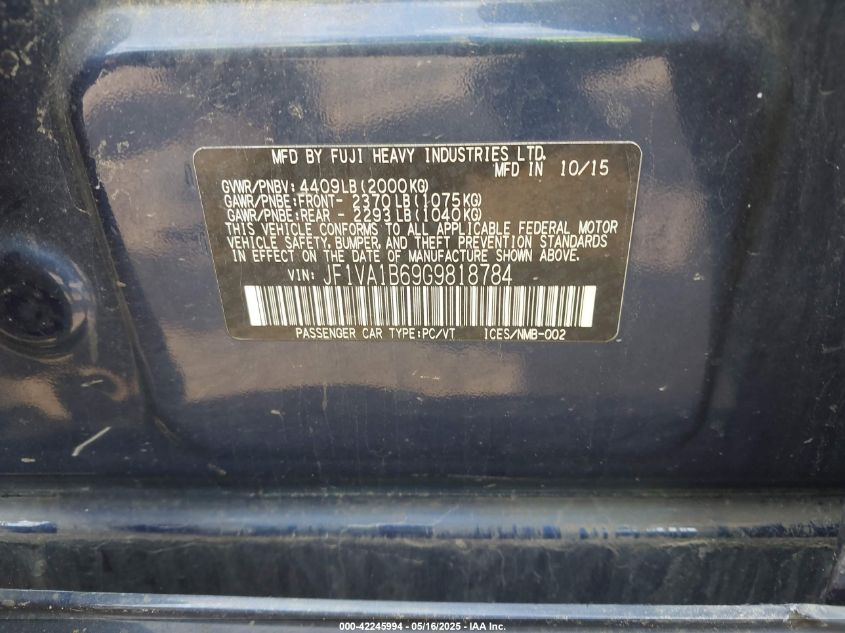 MFD BY FUJI HEAVY INDUSTRIES LTD.
MFD IN 10/15
GVWR/PNBV: 4409LB(2000KG)
GAWR/PNBE:FRONT- 2370LB(1075KG)
GAWR/PNBE:REAR - 2293LB(1040KG)
THIS VEHICLE CONFORMS TO ALL APPLICABLE FEDERAL MOTOR
VEHICLE SAFETY, BUMPER, AND THEFT PREVENTION STANDARDS
IN EFFECT ON THE DATE OF MANUFACTURE SHOWN ABOVE.
VIN: JF1VA1B69G9818784
PASSENGER CAR TYPE:PC/VT ICES/NMB-002
000-42245994 - 05/16/2025 - IAA Inc.